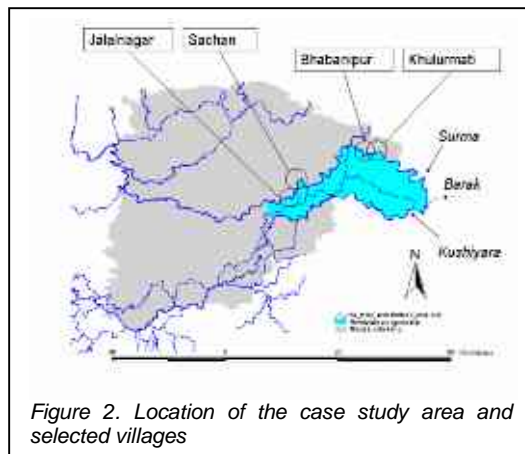 Jalalnagar
Sachan
Bhabanipur
Khulurmati
Surma
Barak
Kushiyara
N
Figure 2. Location of the case study area and
selected villages